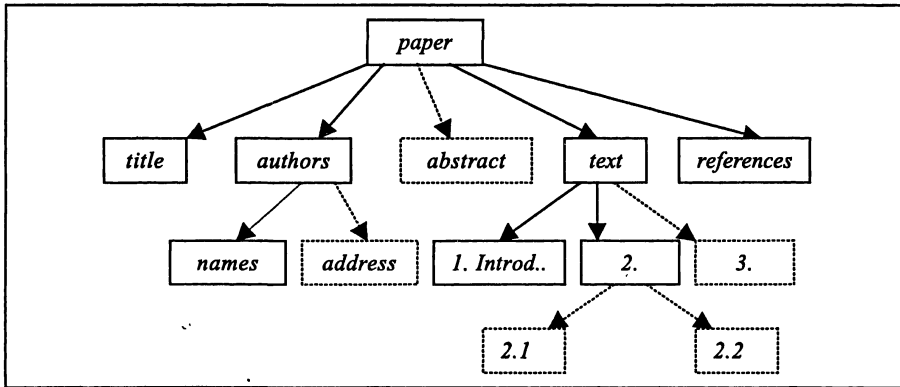 paper
title authors abstract text references
names address 1. Introd.. 2. 3.
2.1 2.2